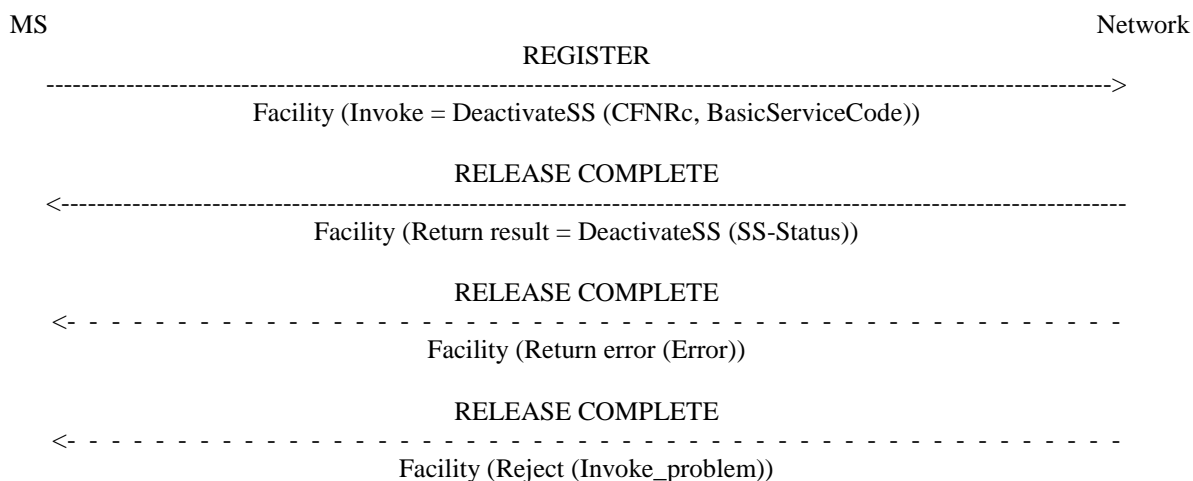 MS Network
REGISTER
Facility (Invoke = DeactivateSS (CFNRc, BasicServiceCode))
RELEASE COMPLETE
Facility (Return result = DeactivateSS (SS-Status))
RELEASE COMPLETE
Facility (Return error (Error))
RELEASE COMPLETE
Facility (Reject (Invoke_problem))